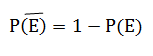 P(E̅) = 1 − P(E)